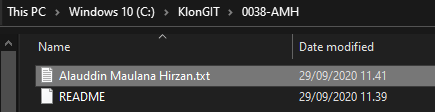 This PC > Windows 10 (C:) > KlonGIT > 0038-AMH
Name Date modified
Alauddin Maulana Hirzan.txt 29/09/2020 11.41
README 29/09/2020 11.39